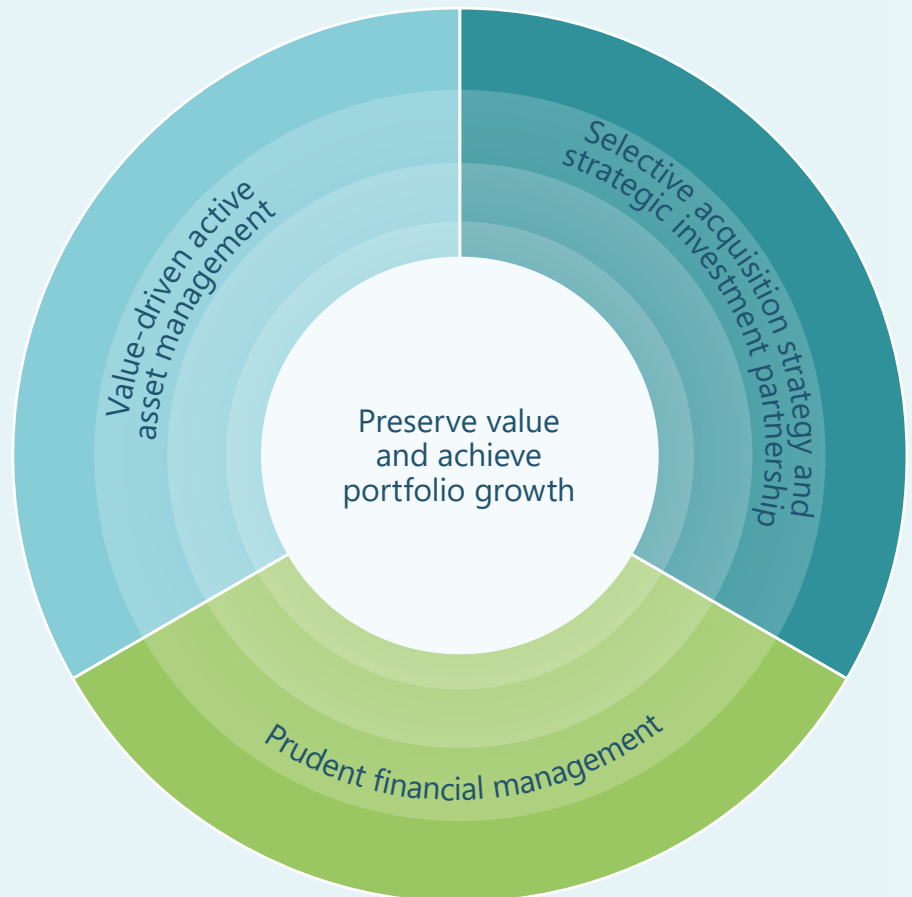 Value-driven active
asset management
Selective acquisition strategy and
strategic investment partnership
Preserve value
and achieve
portfolio growth
Prudent financial management